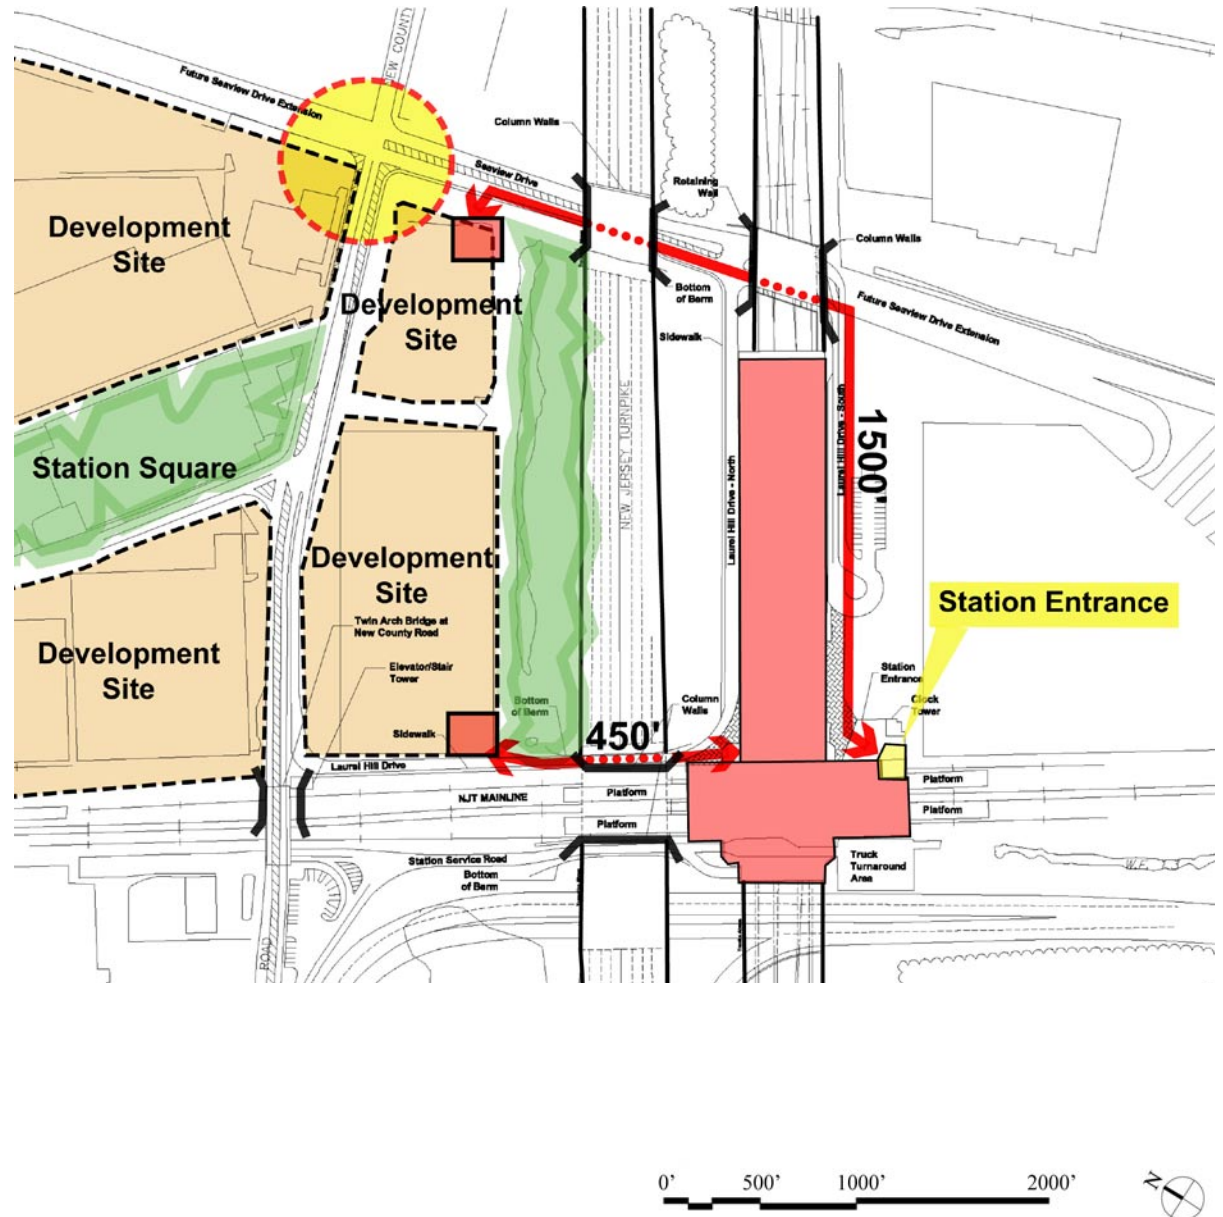 NEW COUNTY
Future Seaview Drive Extension
Column Walls
Seaview Drive
Retaining
Wall
Column Walls
Development
Site
Development
Site
Bottom
of Berm
Future Seaview Drive Extension
Sidewalk
Station Square
NEW JERSEY TURNPIKE
Laurel Hill Drive - North
Laurel Hill Drive - South
1500'
Development
Site
Development
Site
Twin Arch Bridge at
New County Road
Elevator/Stair
Tower
Station Entrance
Station
Entrance
Clock
Tower
Bottom
of Berm
Column
Walls
Sidewalk
450'
Laurel Hill Drive
NJT MAINLINE
Platform
Platform
Platform
Platform
Station Service Road
Bottom
of Berm
Truck
Turnaround
Area
W.E.
ROAD
0' 500' 1000' 2000'
N